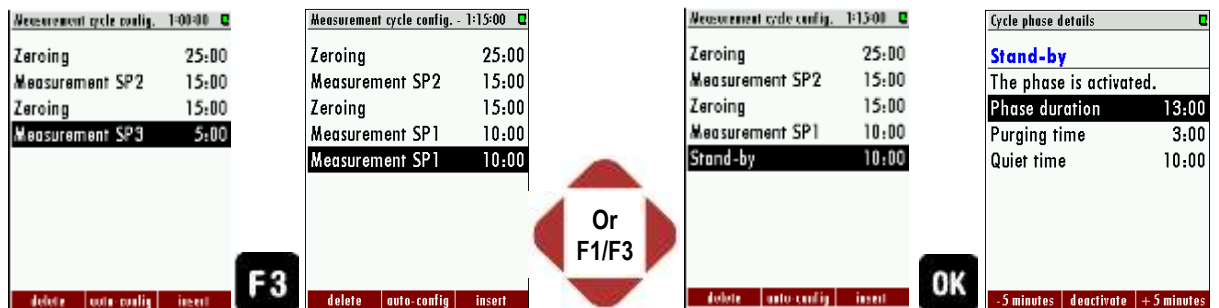 Measurement cycle config. 1:00:00
Zeroing 25:00
Measurement SP2 15:00
Zeroing 15:00
Measurement SP3 5:00
delete auto-config insert
F3
Measurement cycle config. - 1:15:00
Zeroing 25:00
Measurement SP2 15:00
Zeroing 15:00
Measurement SP1 10:00
Measurement SP1 10:00
delete auto-config insert
Or
F1/F3
Measurement cycle config. 1:15:00
Zeroing 25:00
Measurement SP2 15:00
Zeroing 15:00
Measurement SP1 10:00
Stand-by 10:00
delete auto-config insert
OK
Cycle phase details
Stand-by
The phase is activated.
Phase duration 13:00
Purging time 3:00
Quiet time 10:00
-5 minutes deactivate +5 minutes